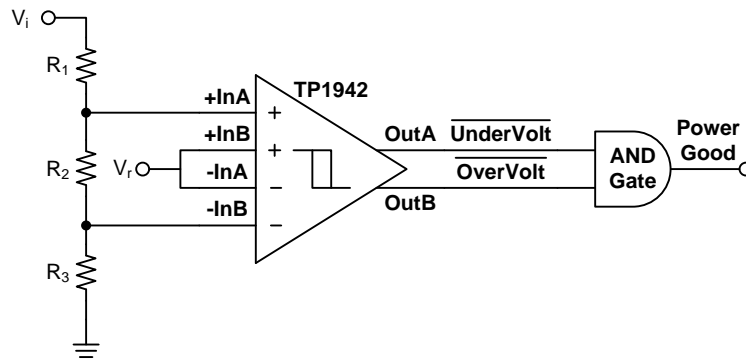 Vi
R1
TP1942
+InA
+
+InB
+
OutA
UnderVolt
Power
Good
R2
Vr
AND
Gate
-InA
−
OverVolt
-InB
−
OutB
R3